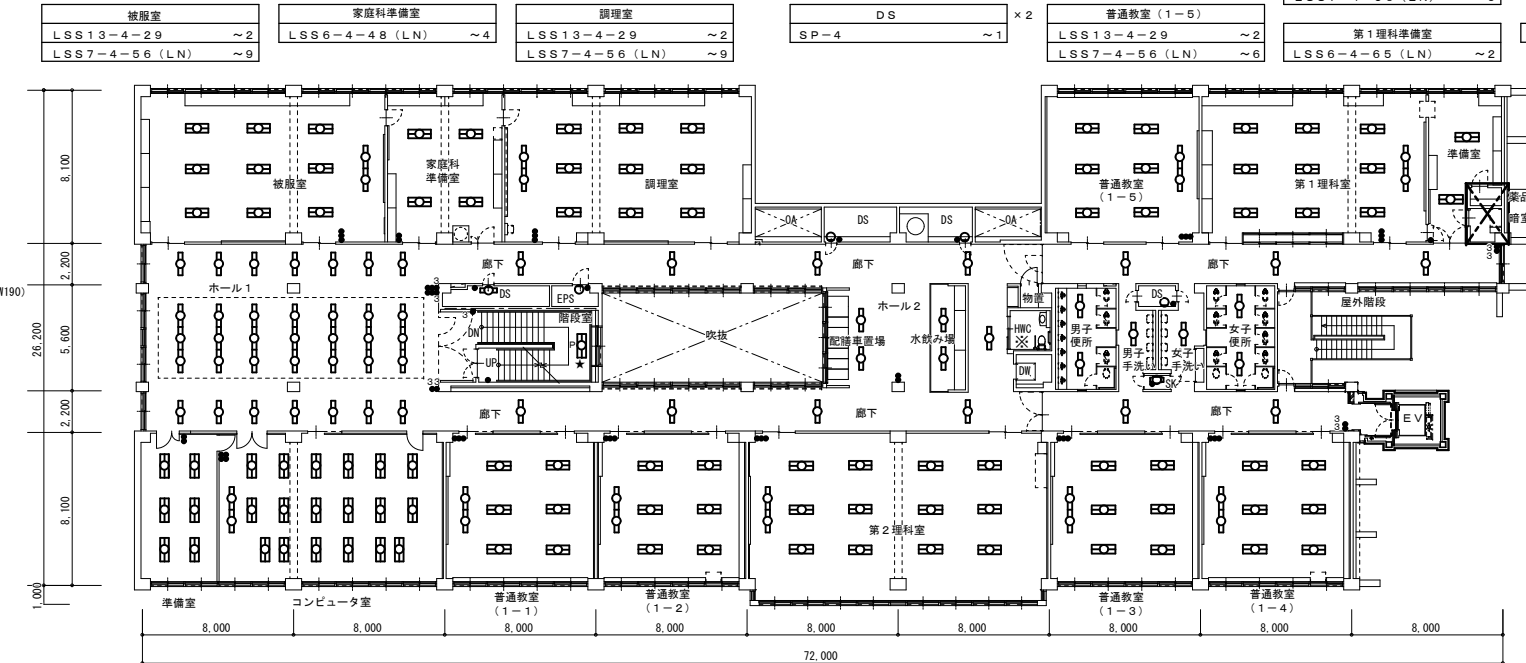 被服室
LSS13-4-29 ～2
LSS7-4-56(LN) ～9
家庭科準備室
LSS6-4-48(LN) ～4
調理室
LSS13-4-29 ～2
LSS7-4-56(LN) ～9
DS
SP-4 ～1
×2
普通教室(1-5)
LSS13-4-29 ～2
LSS7-4-56(LN) ～6
第1理科準備室
LSS6-4-65(LN) ～2
8,100
2,200
26,200
5,600
2,200
8,100
1,000
W190)
被服室
家庭科
準備室
調理室
普通教室
(1-5)
第1理科室
準備室
薬品
暗室
OA
DS
DS
OA
廊下
廊下
廊下
ホール1
3
3
DS
EPS
階段室
DN
UP
P
★
3
33
吹抜
配膳車置場
ホール2
水飲み場
物置
HWC
※
DW
男子
便所
DS
男子
手洗い
女子
手洗い
SK
女子
便所
屋外階段
3
3
廊下
廊下
廊下
3
3
EV
第2理科室
準備室
コンピュータ室
普通教室
(1-1)
普通教室
(1-2)
普通教室
(1-3)
普通教室
(1-4)
8,000
8,000
8,000
8,000
8,000
8,000
8,000
8,000
8,000
72,000